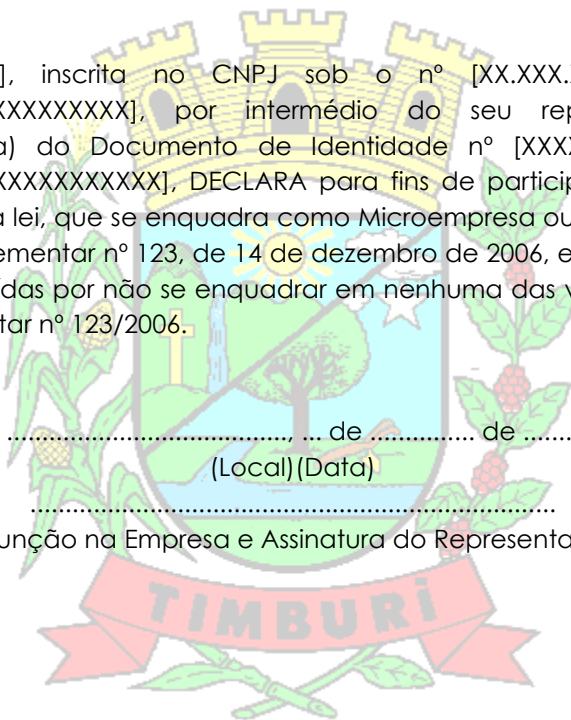 ], inscrita no CNPJ sob o nº [XX.XXX.X
XXXXXXXXX], por intermédio do seu rep
a) do Documento de Identidade nº [XXX
XXXXXXXXXXX], DECLARA para fins de particip
a lei, que se enquadra como Microempresa ou
ementar nº 123, de 14 de dezembro de 2006, e
ídas por não se enquadrar em nenhuma das v
tar nº 123/2006.
........................................, ... de ............... de .......
(Local)(Data)
...........................................................................
unção na Empresa e Assinatura do Representa
TIMBURÍ